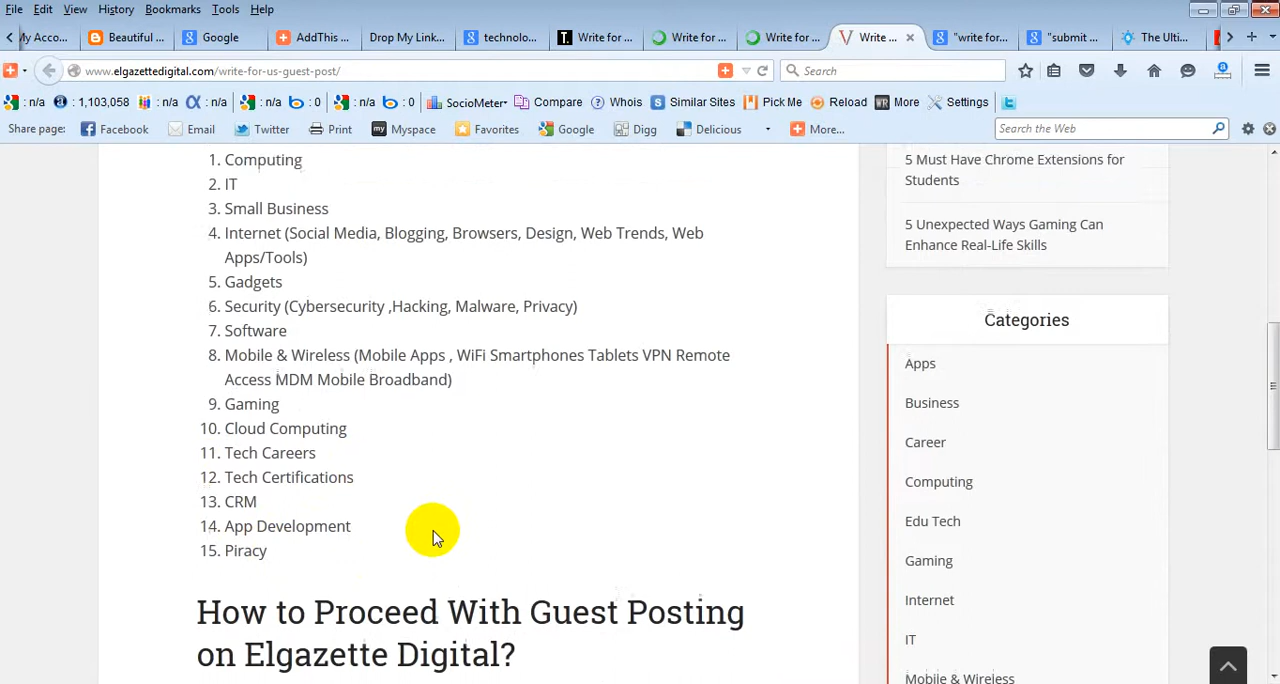 File Edit View History Bookmarks Tools Help
My Acco... Beautiful ... Google AddThis ... Drop My Link... technolo... Write for ... Write for ... Write for ... Write ... "write for... "submit ... The Ulti...
www.elgazettedigital.com/write-for-us-guest-post/ Search
: n/a : 1,103,058 : n/a : n/a : n/a : 0 : n/a : 0 SocioMeter Compare Whois Similar Sites Pick Me Reload More Settings
Share page: Facebook Email Twitter Print Myspace Favorites Google Digg Delicious More... Search the Web
1. Computing
2. IT
3. Small Business
4. Internet (Social Media, Blogging, Browsers, Design, Web Trends, Web
Apps/Tools)
5. Gadgets
6. Security (Cybersecurity ,Hacking, Malware, Privacy)
7. Software
8. Mobile & Wireless (Mobile Apps , WiFi Smartphones Tablets VPN Remote
Access MDM Mobile Broadband)
9. Gaming
10. Cloud Computing
11. Tech Careers
12. Tech Certifications
13. CRM
14. App Development
15. Piracy
How to Proceed With Guest Posting
on Elgazette Digital?
5 Must Have Chrome Extensions for
Students
5 Unexpected Ways Gaming Can
Enhance Real-Life Skills
Categories
Apps
Business
Career
Computing
Edu Tech
Gaming
Internet
IT
Mobile & Wireless